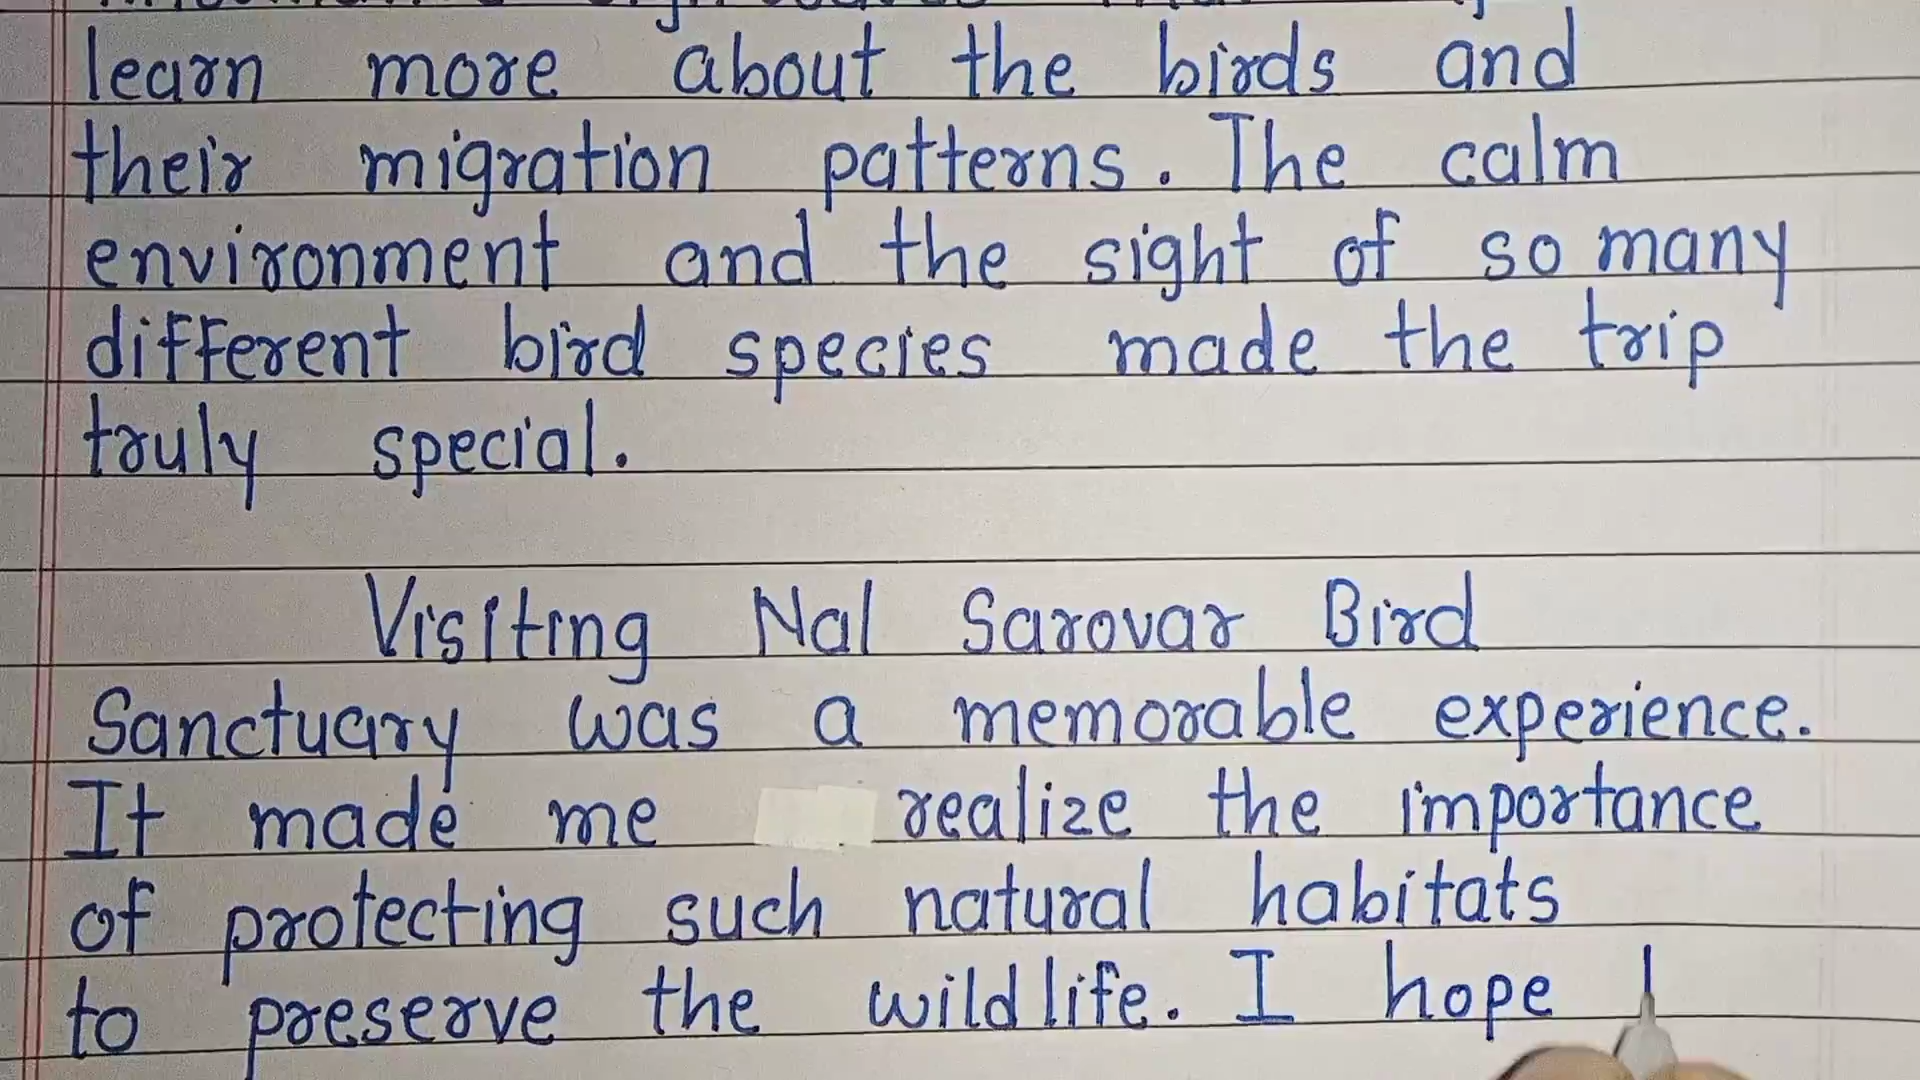 learn more about the birds and
their migration patterns. The calm
environment and the sight of so many
different bird species made the trip
truly special.
Visiting Nal Sarovar Bird
Sanctuary was a memorable experience.
It made me realize the importance
of protecting such natural habitats
to preserve the wildlife. I hope